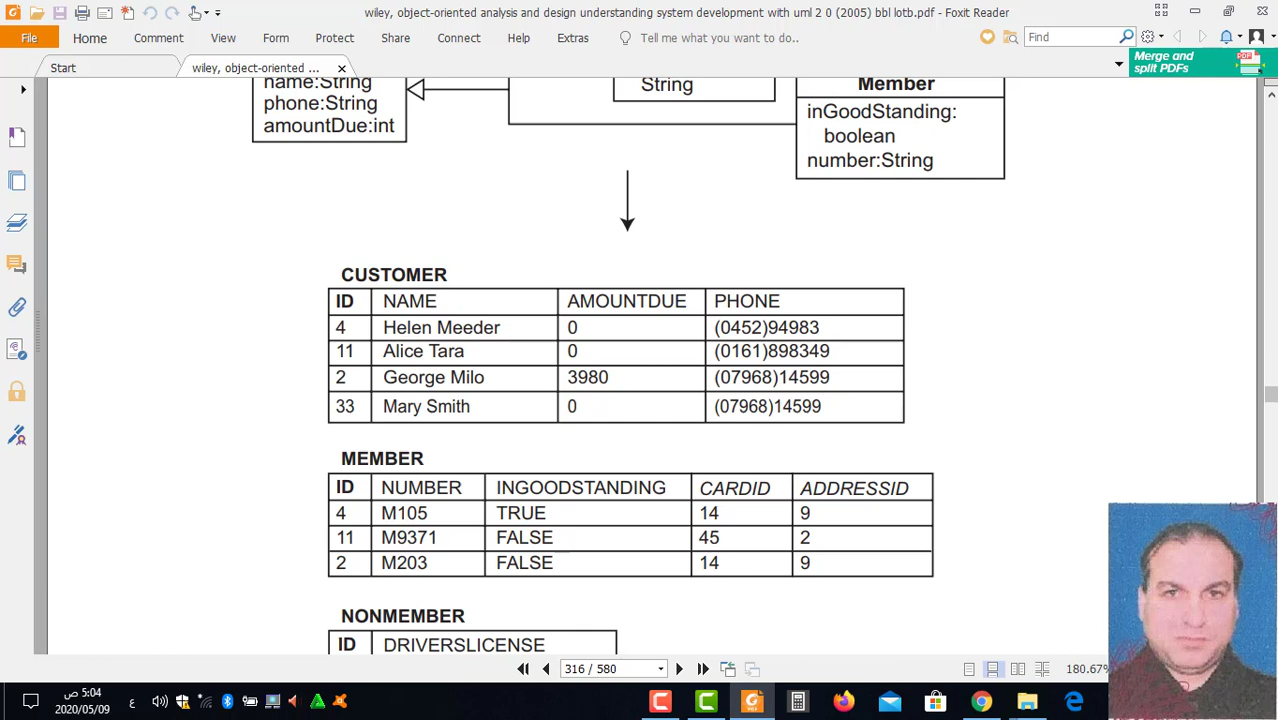 wiley, object-oriented analysis and design understanding system development with uml 2 0 (2005) bbl lotb.pdf - Foxit Reader
File Home Comment View Form Protect Share Connect Help Extras Tell me what you want to do.. Find
Start wiley, object-oriented ... Merge and
split PDFs
name:String
phone:String
amountDue:int
String
Member
inGoodStanding:
boolean
number:String
CUSTOMER
ID NAME AMOUNTDUE PHONE
4 Helen Meeder 0 (0452)94983
11 Alice Tara 0 (0161)898349
2 George Milo 3980 (07968)14599
33 Mary Smith 0 (07968)14599
MEMBER
ID NUMBER INGOODSTANDING CARDID ADDRESSID
4 M105 TRUE 14 9
11 M9371 FALSE 45 2
2 M203 FALSE 14 9
NONMEMBER
ID DRIVERSLICENSE
316 / 580 180.67%
5:04 ص
2020/05/09
ع